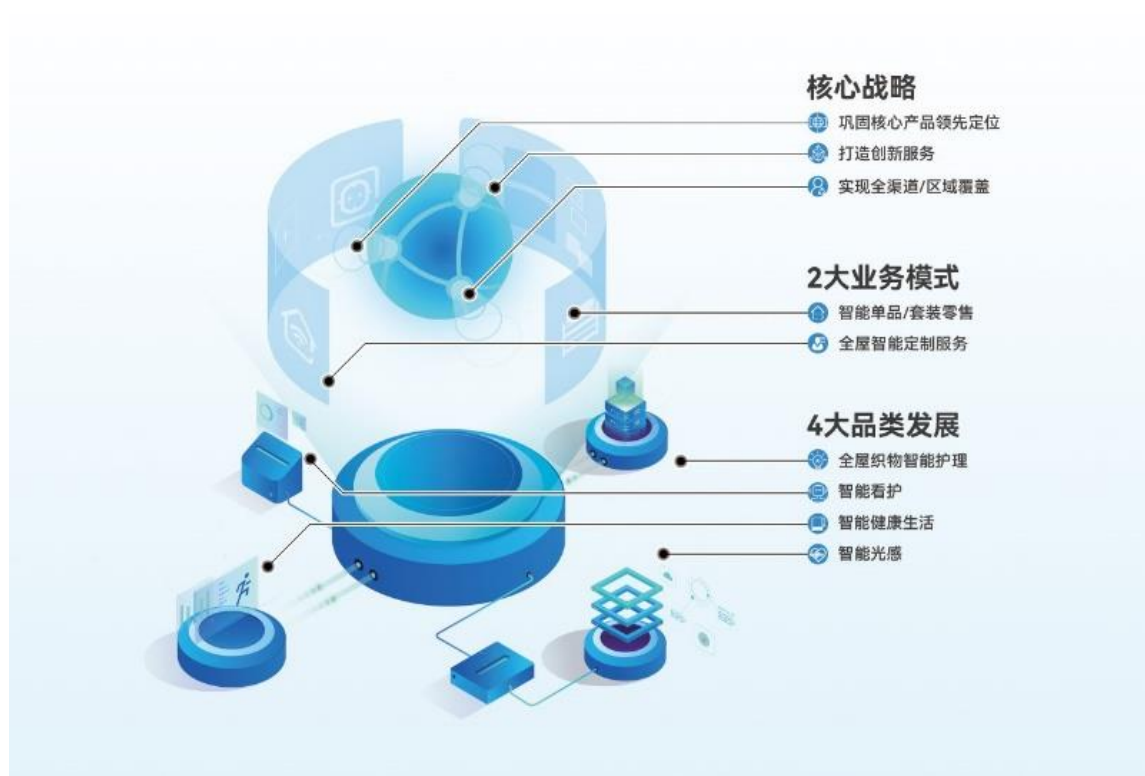 核心战略
巩固核心产品领先定位
打造创新服务
实现全渠道/区域覆盖
2大业务模式
智能单品/套装零售
全屋智能定制服务
4大品类发展
全屋织物智能护理
智能看护
智能健康生活
智能光感